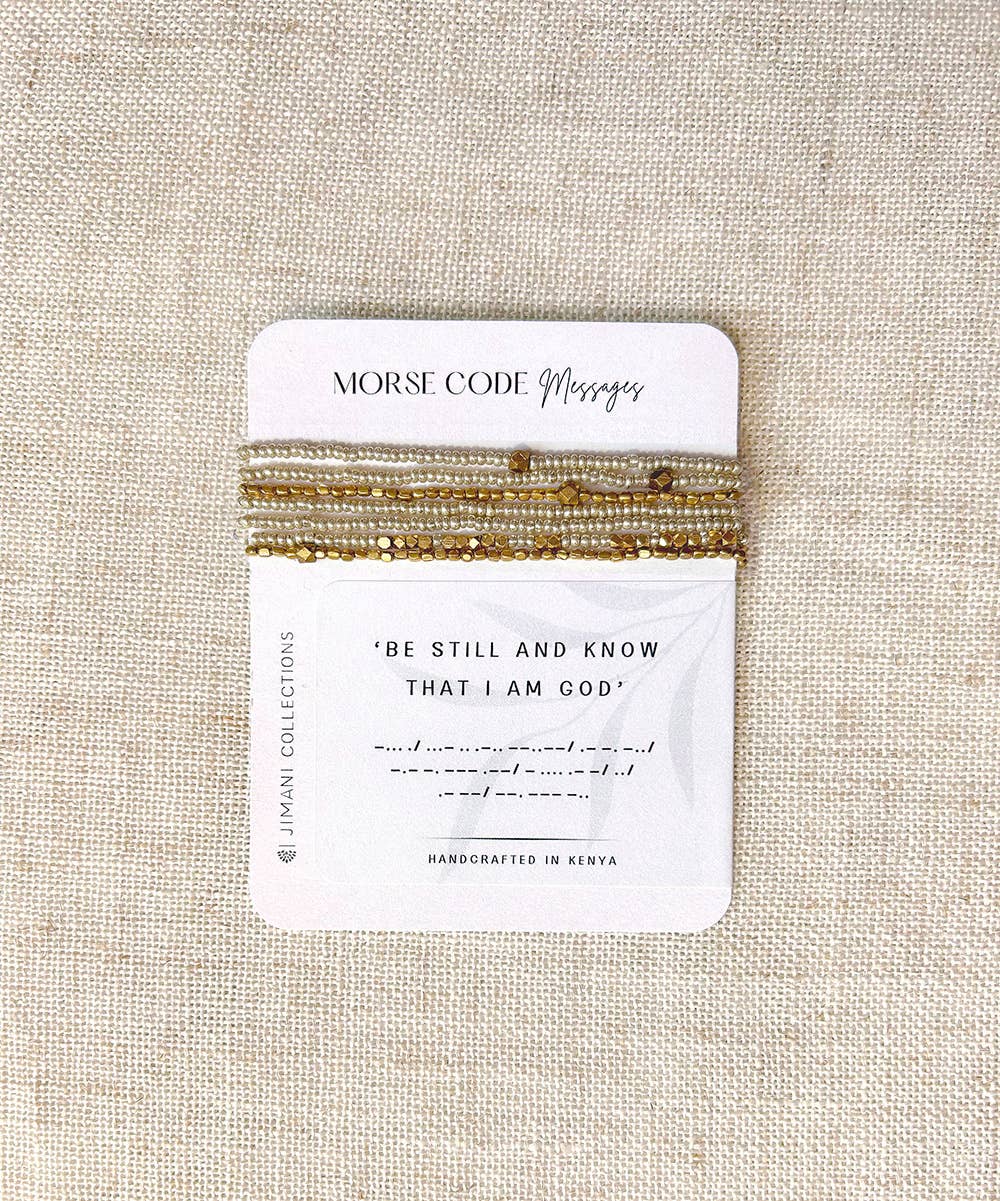 MORSE CODE Messages
'BE STILL AND KNOW
THAT I AM GOD'
–... ./ ...– .. .–.. ––..––/ .– –. –../
–.– –. ––– .––/ – .... .– –/ ../
.– ––/ ––. ––– –..
HANDCRAFTED IN KENYA
| JIMANI COLLECTIONS